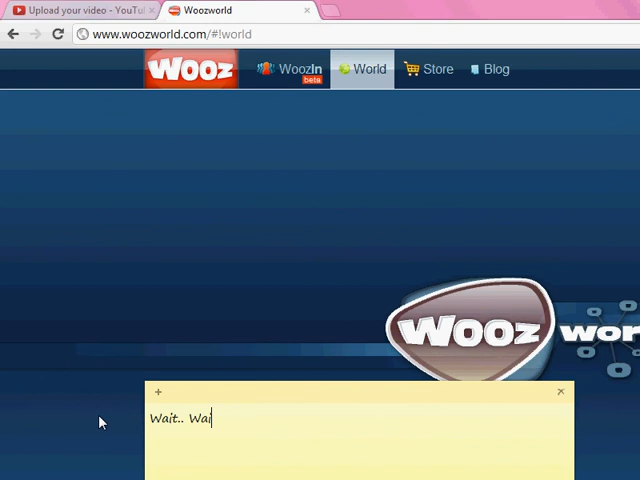 Upload your video - YouTu
Woozworld
www.woozworld.com/#!world
WOOZ
WoozIn
beta
World
Store
Blog
WOOZ wor
Wait.. Wai